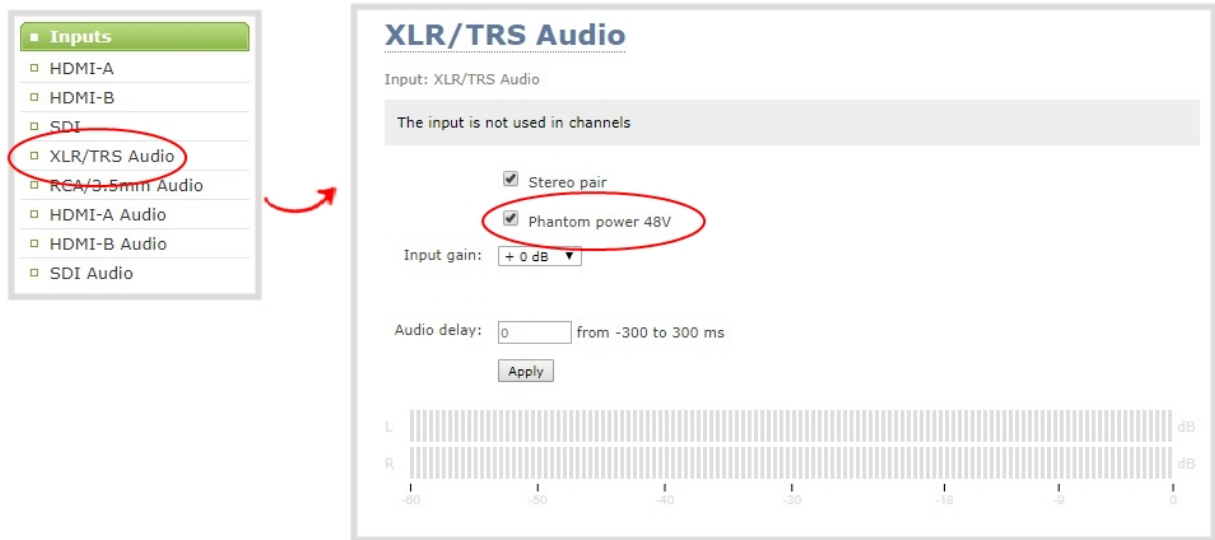 Inputs
HDMI-A
HDMI-B
SDI
XLR/TRS Audio
RCA/3.5mm Audio
HDMI-A Audio
HDMI-B Audio
SDI Audio
XLR/TRS Audio
Input: XLR/TRS Audio
The input is not used in channels
Stereo pair
Phantom power 48V
Input gain: + 0 dB
Audio delay: 0 from -300 to 300 ms
Apply
L dB
R dB
-60 -50 -40 -30 -18 -9 0